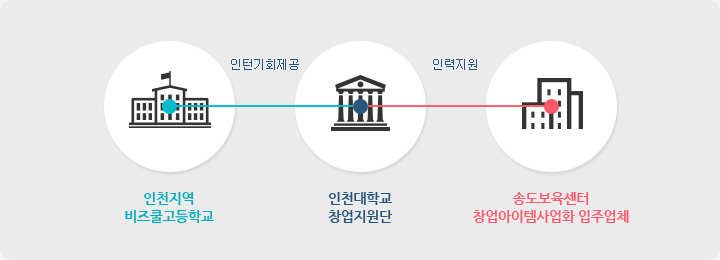 인턴기회제공
인력지원
인천지역
비즈쿨고등학교
인천대학교
창업지원단
송도보육센터
창업아이템사업화 입주업체